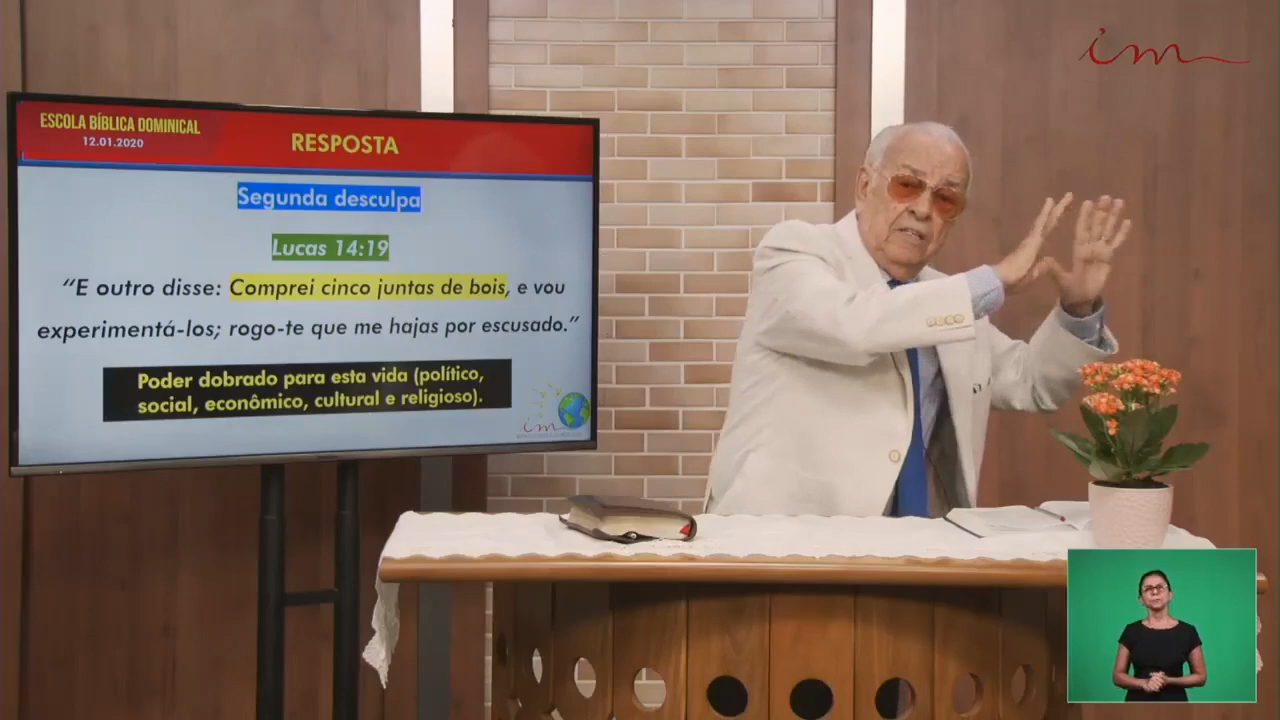 ESCOLA BÍBLICA DOMINICAL
12.01.2020
RESPOSTA
Segunda desculpa
Lucas 14:19
“E outro disse: Comprei cinco juntas de bois, e vou
experimentá-los; rogo-te que me hajas por escusado.”
Poder dobrado para esta vida (político,
social, econômico, cultural e religioso).
im
im